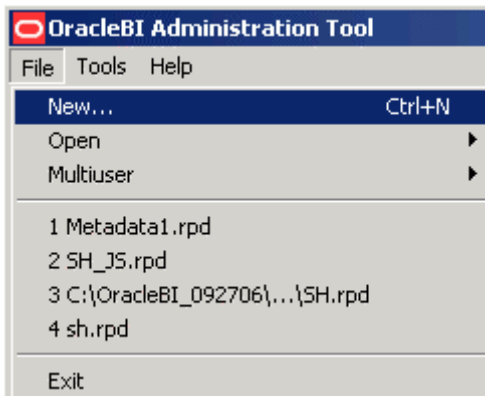 OracleBI Administration Tool
File Tools Help
New... Ctrl+N
Open
Multiuser
1 Metadata1.rpd
2 SH_JS.rpd
3 C:\OracleBI_092706\...\SH.rpd
4 sh.rpd
Exit